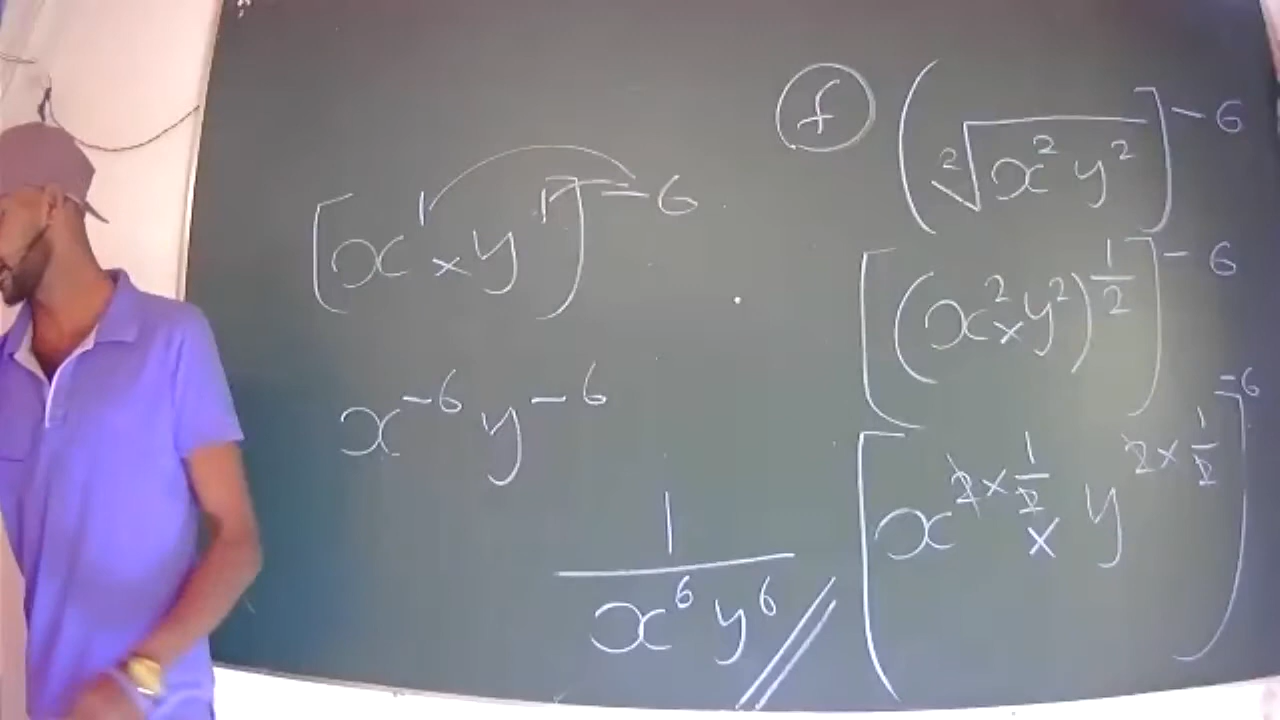 f (²√x² y²]⁻⁶
[(x² × y²)^½]⁻⁶
[x^{2 × ½} × y^{2 × ½}]⁻⁶
[x¹ × y¹]⁻⁶
x⁻⁶ y⁻⁶
1
x⁶ y⁶